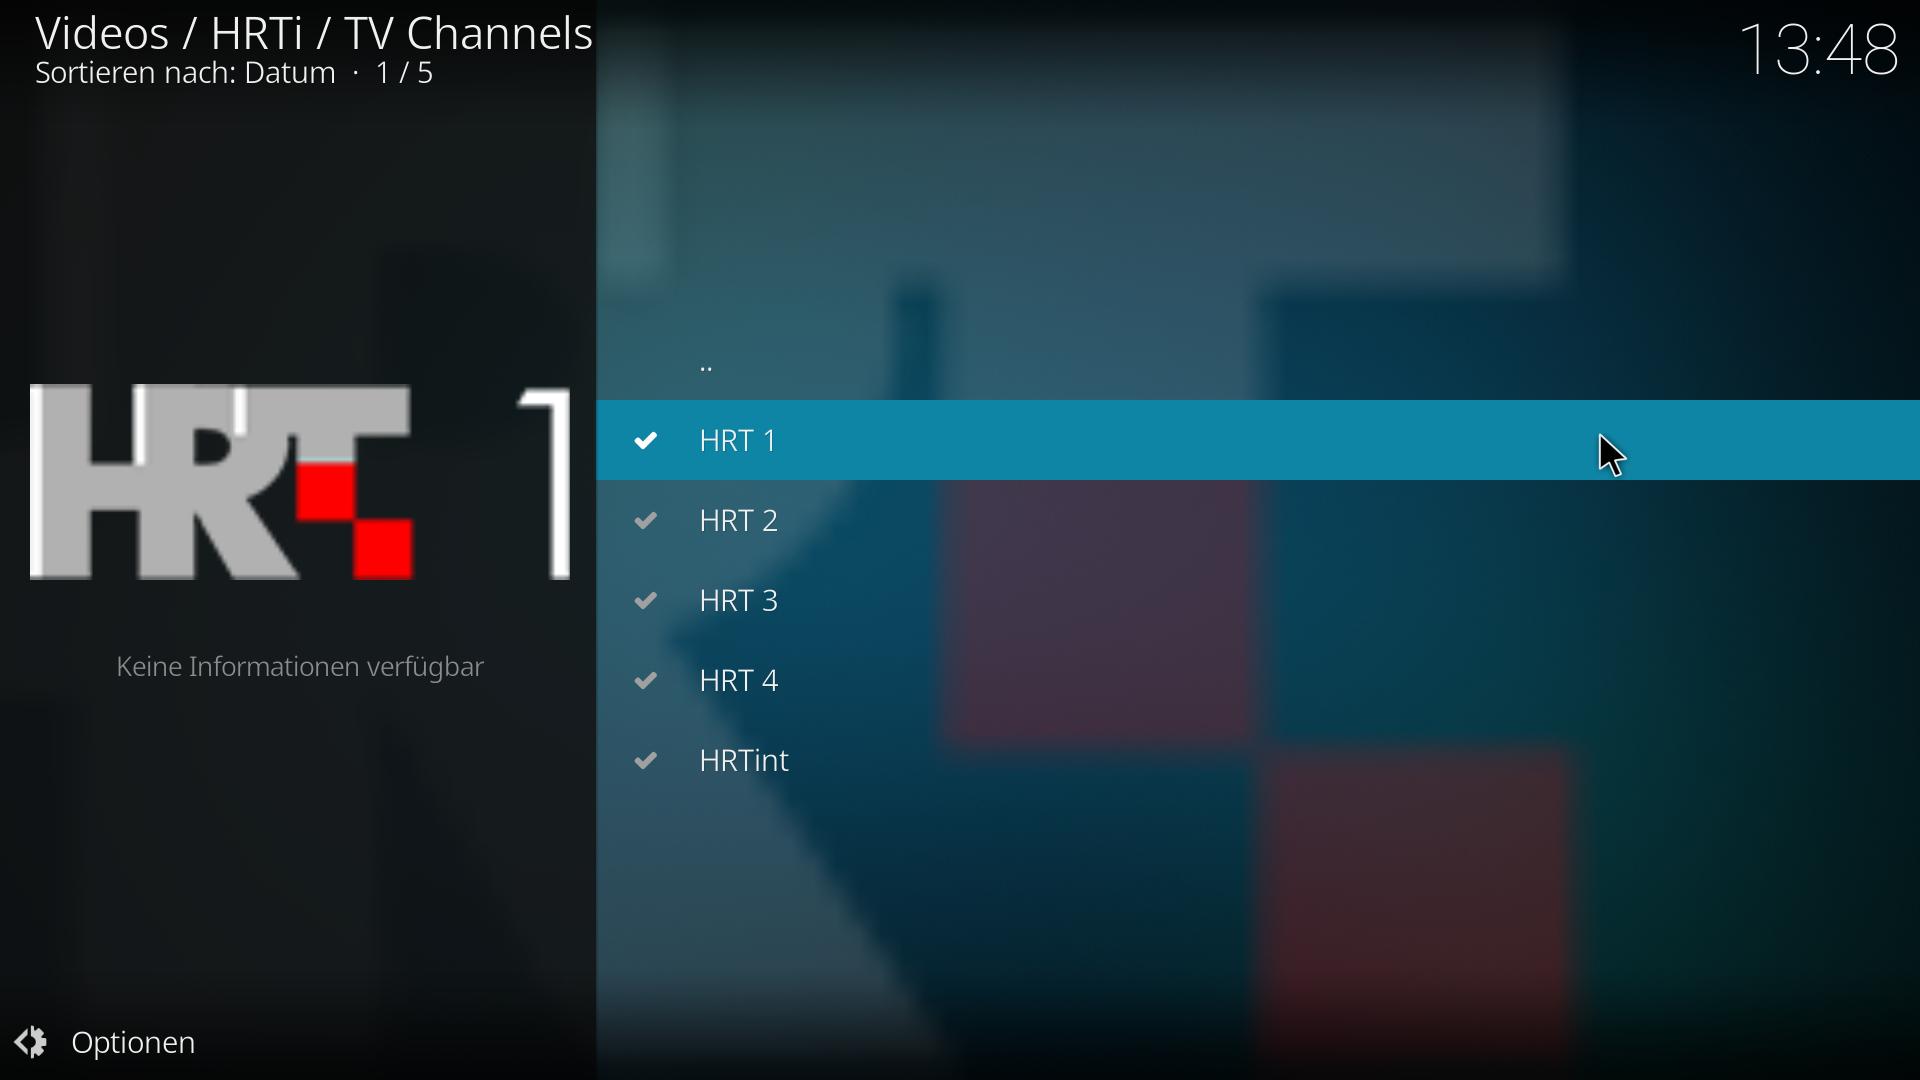 Videos / HRTi / TV Channels
Sortieren nach: Datum · 1 / 5
13:48
HRT 1
Keine Informationen verfügbar
..
HRT 1
HRT 2
HRT 3
HRT 4
HRTint
Optionen